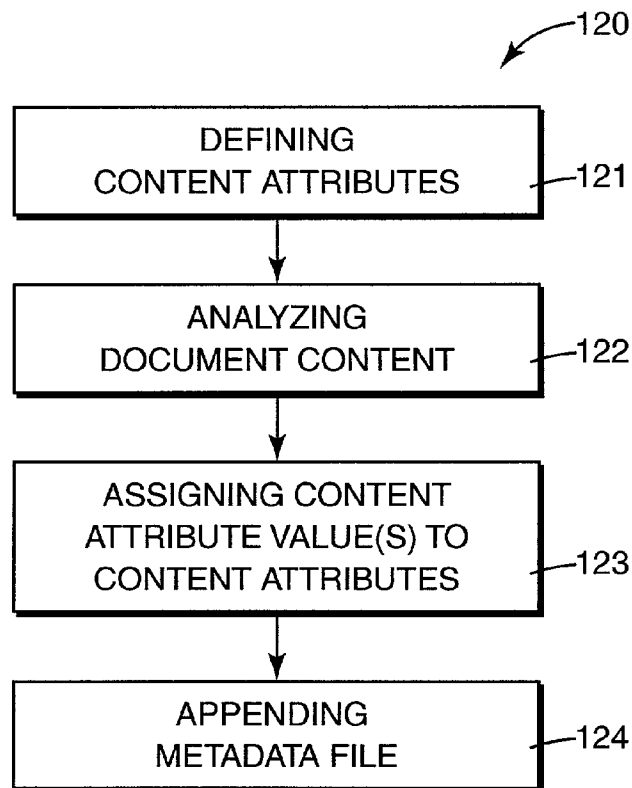 120
DEFINING
CONTENT ATTRIBUTES
121
ANALYZING
DOCUMENT CONTENT
122
ASSIGNING CONTENT
ATTRIBUTE VALUE(S) TO
CONTENT ATTRIBUTES
123
APPENDING
METADATA FILE
124